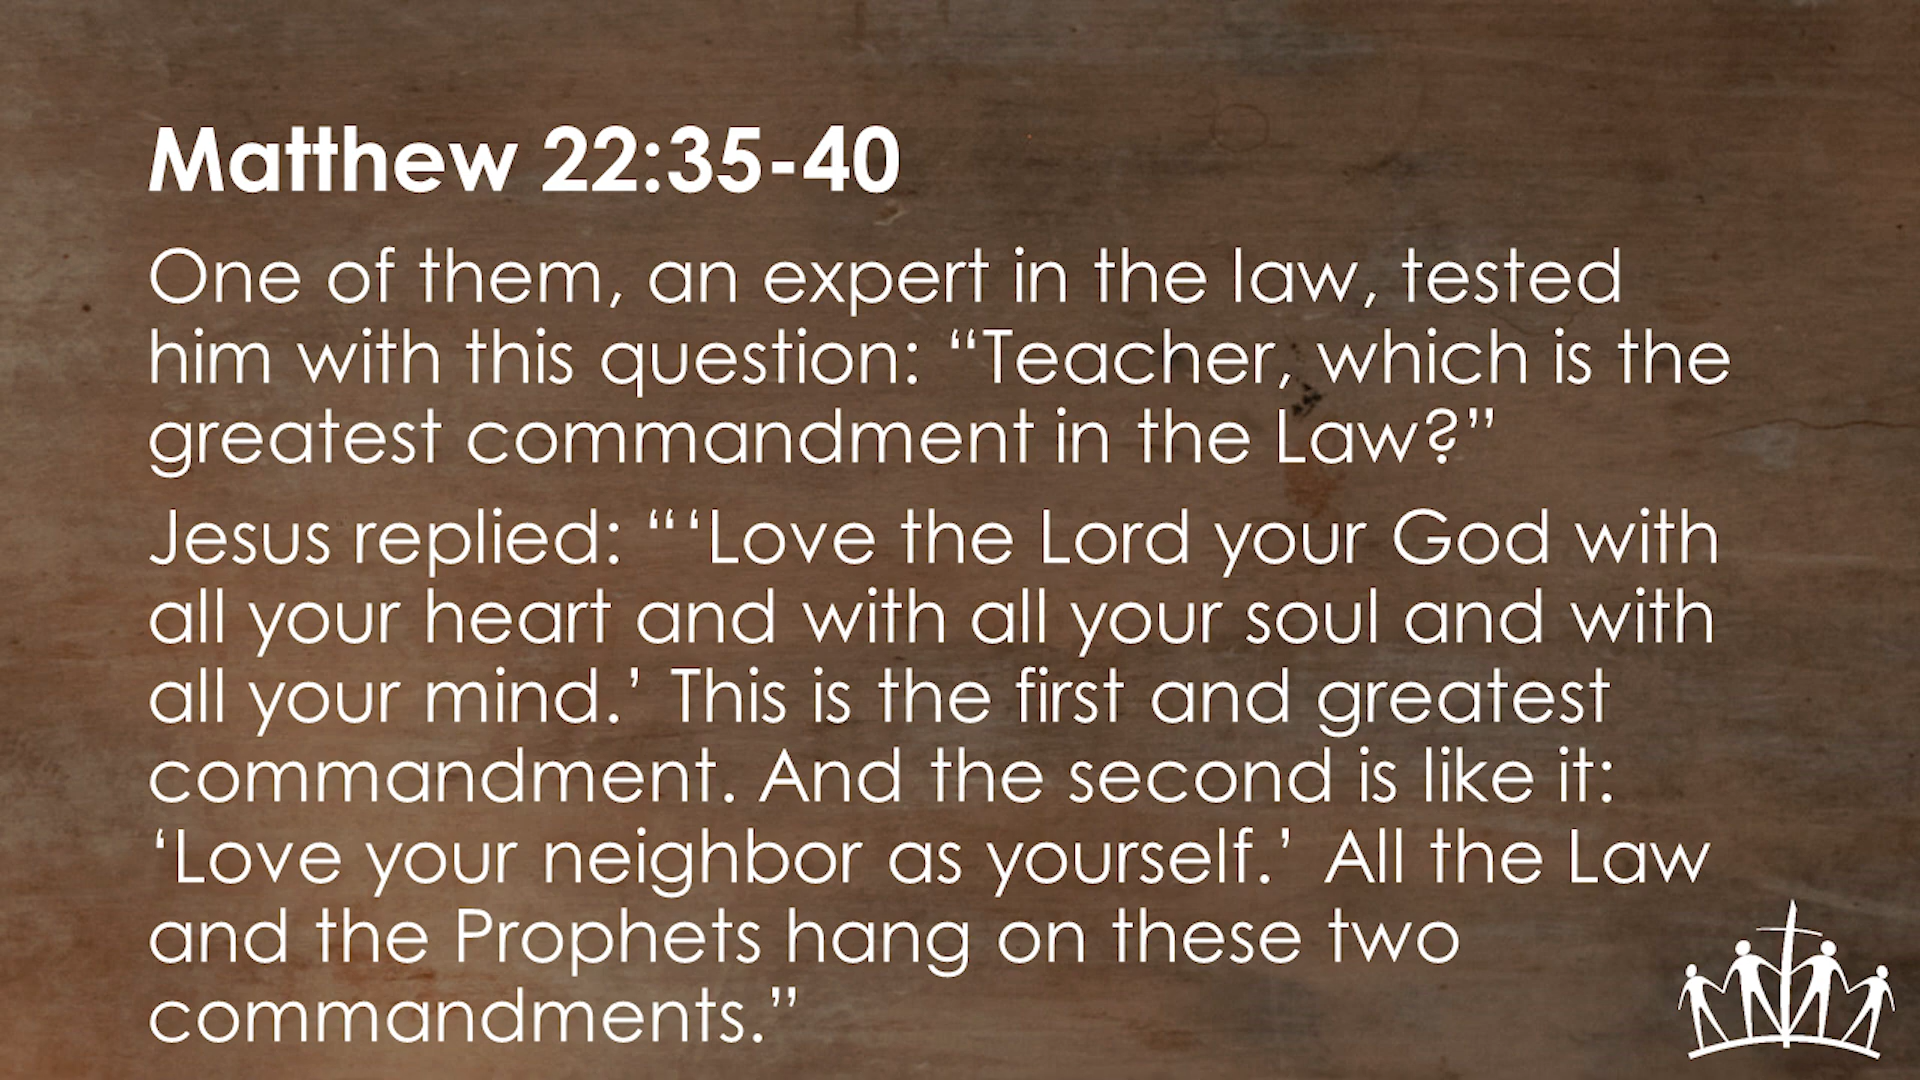 Matthew 22:35-40
One of them, an expert in the law, tested
him with this question: “Teacher, which is the
greatest commandment in the Law?”
Jesus replied: “‘Love the Lord your God with
all your heart and with all your soul and with
all your mind.’ This is the first and greatest
commandment. And the second is like it:
‘Love your neighbor as yourself.’ All the Law
and the Prophets hang on these two
commandments.”